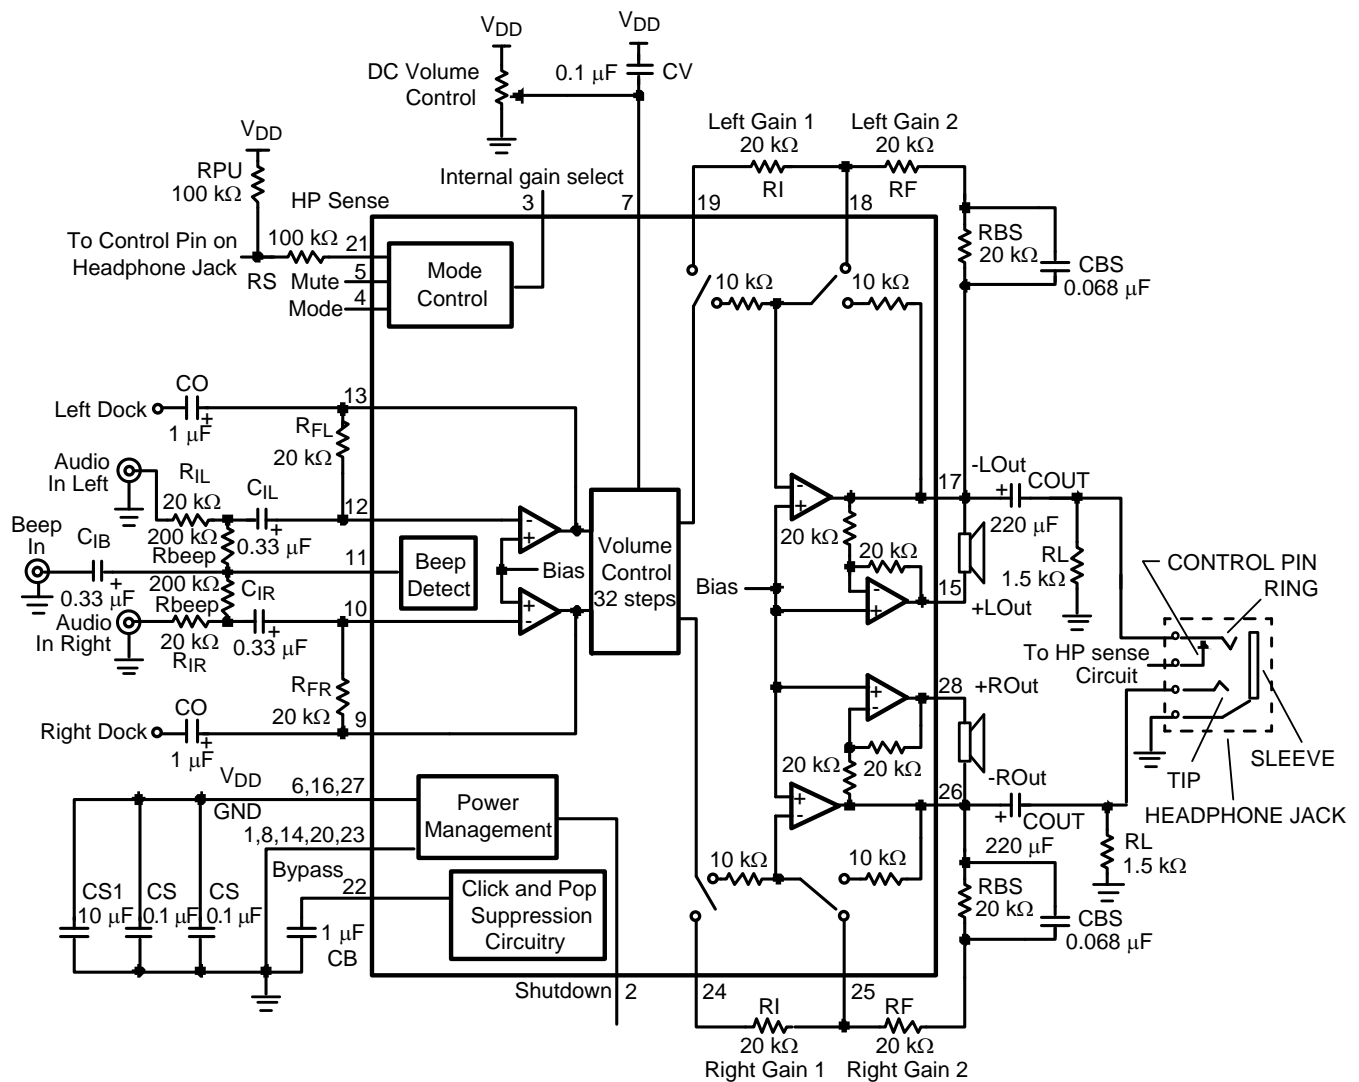 VDD
VDD
DC Volume
Control
0.1 μF
CV
Left Gain 1
20 kΩ
RI
Left Gain 2
20 kΩ
RF
VDD
RPU
100 kΩ
Internal gain select
HP Sense
3
7
19
18
To Control Pin on
Headphone Jack
100 kΩ
21
RS
Mute
5
Mode
4
Mode
Control
10 kΩ
10 kΩ
RBS
20 kΩ
CBS
0.068 μF
CO
Left Dock
+
1 μF
13
RFL
20 kΩ
Audio
In Left
RIL
20 kΩ
CIL
12
+
0.33 μF
200 kΩ
Rbeep
Beep
In
CIB
+
0.33 μF
11
Beep
Detect
200 kΩ
Rbeep
CIR
10
+
0.33 μF
Audio
In Right
20 kΩ
RIR
-
+
Bias
+
-
Volume
Control
32 steps
RFR
20 kΩ
9
CO
Right Dock
+
1 μF
-
+
17
-LOut
COUT
+
220 μF
20 kΩ
20 kΩ
-
+
15
+LOut
RL
1.5 kΩ
Bias
CONTROL PIN
RING
To HP sense
Circuit
SLEEVE
TIP
HEADPHONE JACK
+
-
28
+ROut
20 kΩ
20 kΩ
+
-
26
-ROut
+
COUT
220 μF
RL
1.5 kΩ
VDD
6,16,27
GND
1,8,14,20,23
Power
Management
Bypass
22
Click and Pop
Suppression
Circuitry
CS1
10 μF
CS
0.1 μF
CS
0.1 μF
1 μF
CB
10 kΩ
10 kΩ
RBS
20 kΩ
CBS
0.068 μF
Shutdown
2
24
25
RI
20 kΩ
Right Gain 1
RF
20 kΩ
Right Gain 2